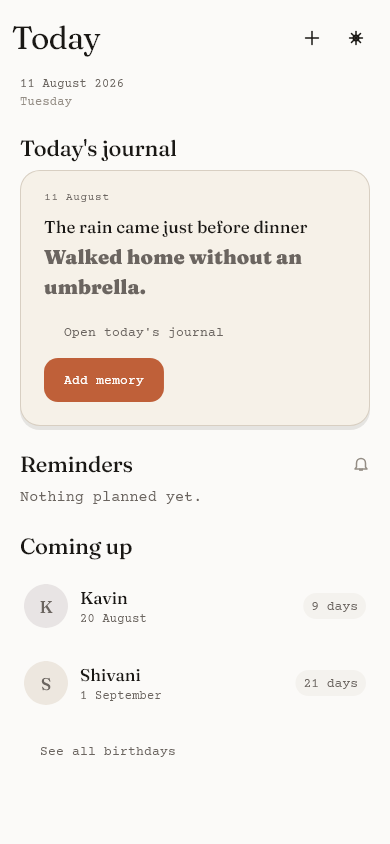 Today
11 August 2026
Tuesday
Today's journal
11 August
The rain came just before dinner
Walked home without an
umbrella.
Open today's journal
Add memory
Reminders
Nothing planned yet.
Coming up
K
Kavin
20 August
9 days
S
Shivani
1 September
21 days
See all birthdays